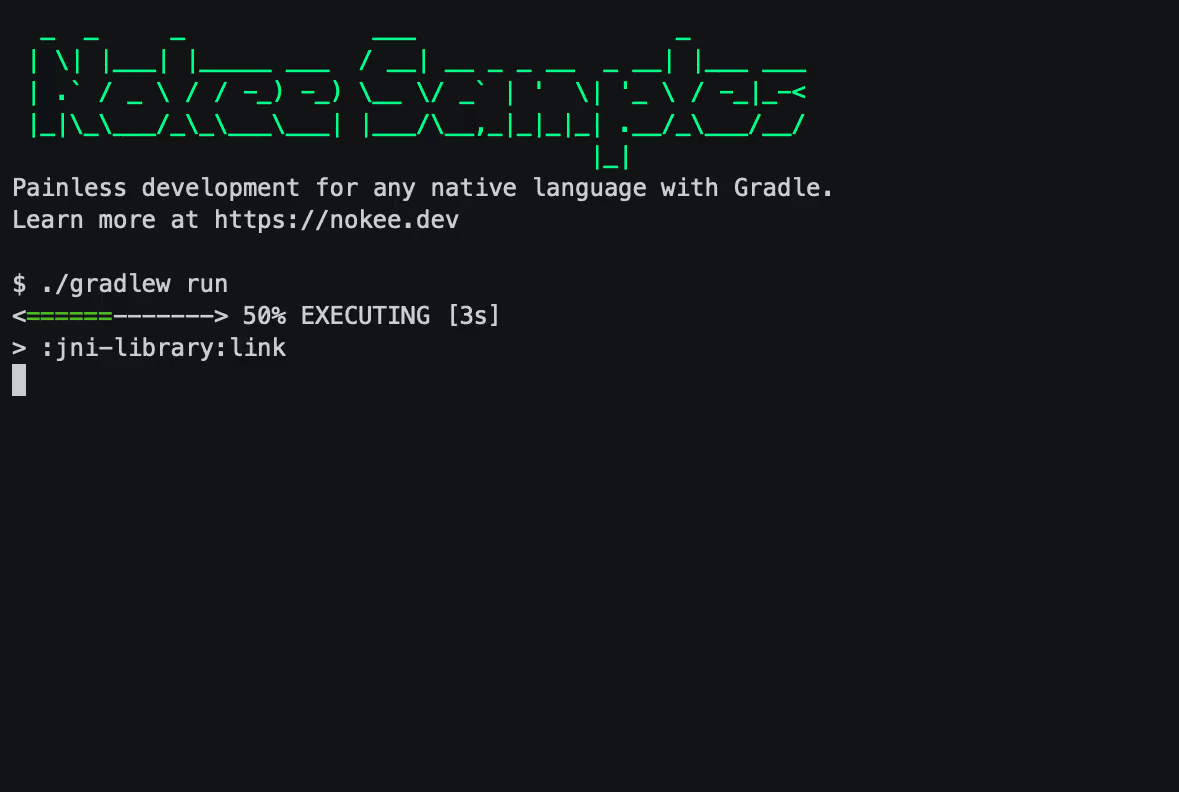 Nokee Samples
Painless development for any native language with Gradle.
Learn more at https://nokee.dev
$ ./gradlew run
<======-------> 50% EXECUTING [3s]
> :jni-library:link